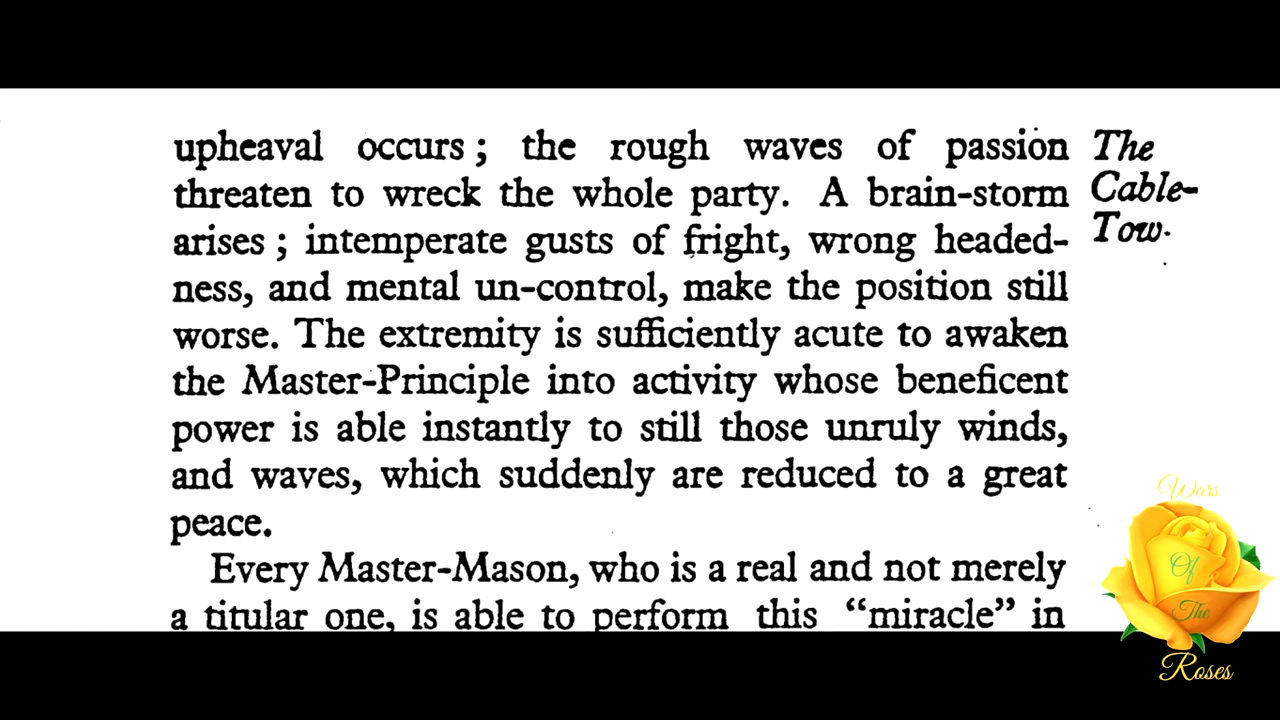 upheaval occurs; the rough waves of passion
threaten to wreck the whole party. A brain-storm
arises; intemperate gusts of fright, wrong headed-
ness, and mental un-control, make the position still
worse. The extremity is sufficiently acute to awaken
the Master-Principle into activity whose beneficent
power is able instantly to still those unruly winds,
and waves, which suddenly are reduced to a great
peace.
Every Master-Mason, who is a real and not merely
a titular one, is able to perform this “miracle” in
The
Cable-
Tow.
Wars
Of
The
Roses